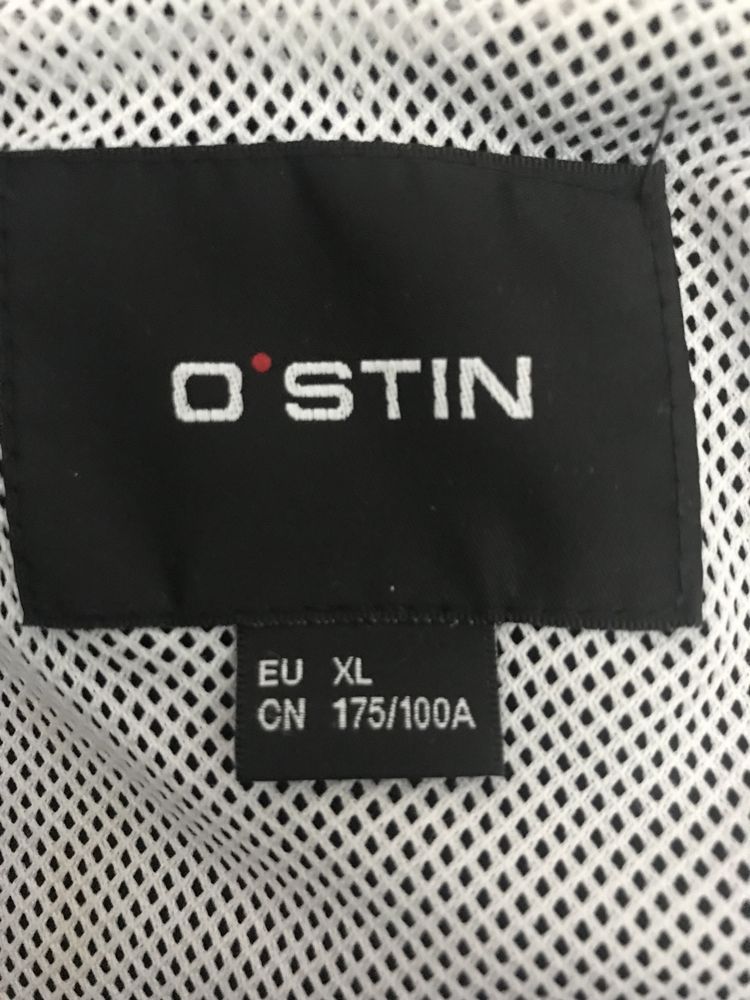 O'STIN
EU XL
CN 175/100A